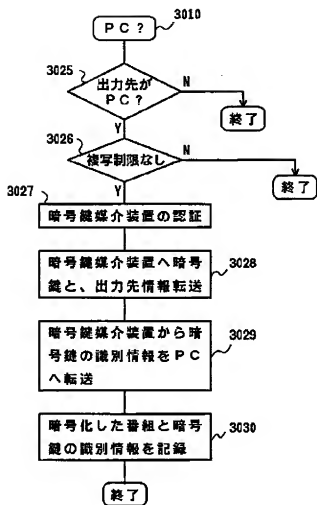 PC?
3010
3025
出力先が
PC?
N
終了
Y
3026
複写制限なし
N
終了
Y
3027
暗号鍵媒介装置の認証
暗号鍵媒介装置へ暗号
鍵と、出力先情報転送
3028
暗号鍵媒介装置から暗
号鍵の識別情報をPC
へ転送
3029
暗号化した番組と暗号
鍵の識別情報を記録
3030
終了